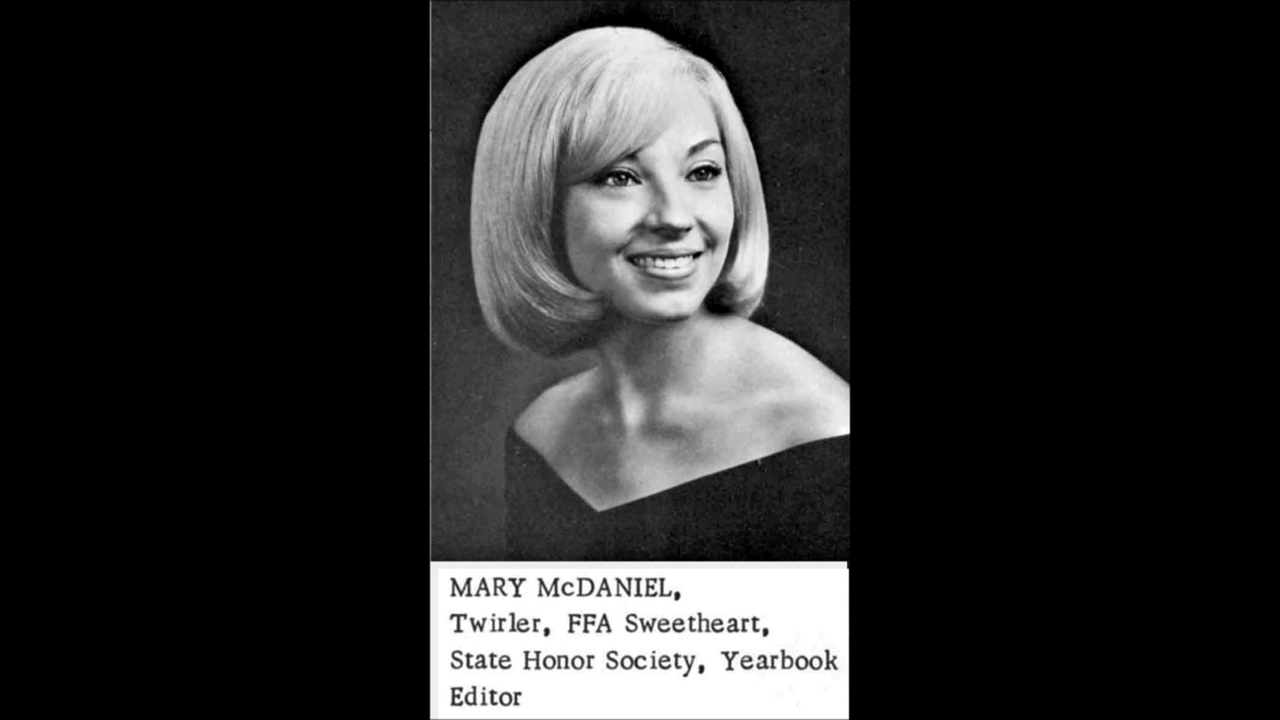 MARY McDANIEL,
Twirler, FFA Sweetheart,
State Honor Society, Yearbook
Editor